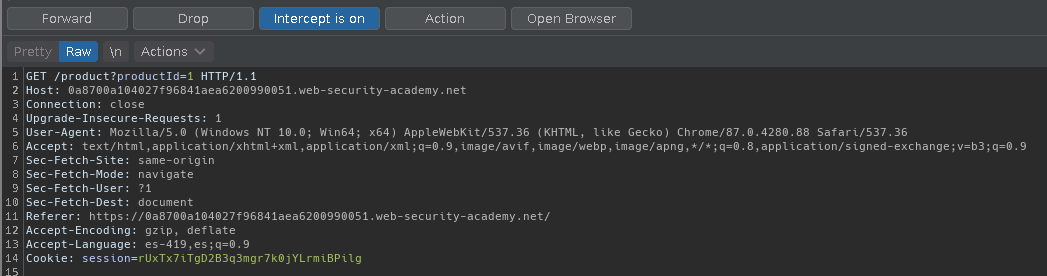 Forward Drop Intercept is on Action Open Browser
Pretty Raw \n Actions
1 GET /product?productId=1 HTTP/1.1
2 Host: 0a8700a104027f96841aea6200990051.web-security-academy.net
3 Connection: close
4 Upgrade-Insecure-Requests: 1
5 User-Agent: Mozilla/5.0 (Windows NT 10.0; Win64; x64) AppleWebKit/537.36 (KHTML, like Gecko) Chrome/87.0.4280.88 Safari/537.36
6 Accept: text/html,application/xhtml+xml,application/xml;q=0.9,image/avif,image/webp,image/apng,*/*;q=0.8,application/signed-exchange;v=b3;q=0.9
7 Sec-Fetch-Site: same-origin
8 Sec-Fetch-Mode: navigate
9 Sec-Fetch-User: ?1
10 Sec-Fetch-Dest: document
11 Referer: https://0a8700a104027f96841aea6200990051.web-security-academy.net/
12 Accept-Encoding: gzip, deflate
13 Accept-Language: es-419,es;q=0.9
14 Cookie: session=rUxTx7iTgD2B3q3mgr7k0jYLrmiBPilg
15